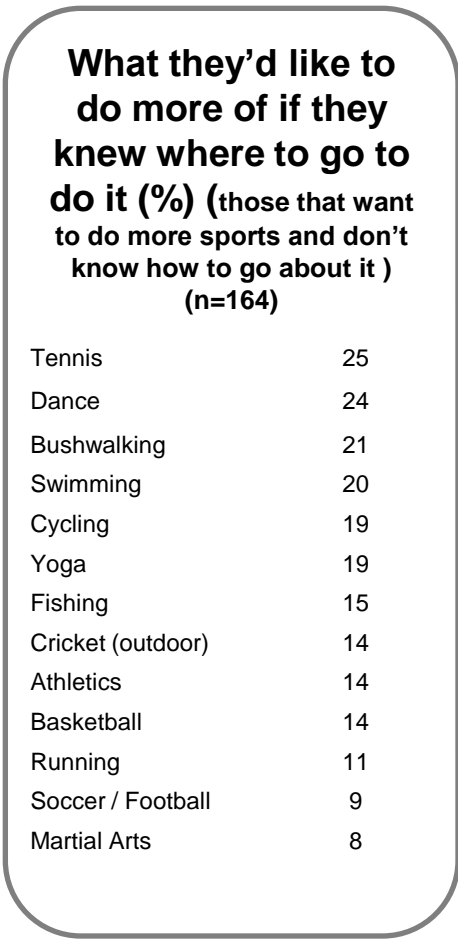 What they’d like to
do more of if they
knew where to go to
do it (%) (those that want
to do more sports and don’t
know how to go about it )
(n=164)
Tennis 25
Dance 24
Bushwalking 21
Swimming 20
Cycling 19
Yoga 19
Fishing 15
Cricket (outdoor) 14
Athletics 14
Basketball 14
Running 11
Soccer / Football 9
Martial Arts 8